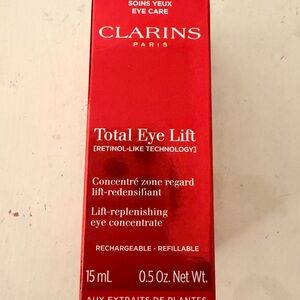 SOINS YEUX
EYE CARE
CLARINS
PARIS
Total Eye Lift
[RETINOL-LIKE TECHNOLOGY]
Concentré zone regard
lift-redensifiant
Lift-replenishing
eye concentrate
RECHARGEABLE - REFILLABLE
15 mL 0.5 Oz. Net Wt.
AUX EXTRAITS DE PLANTES